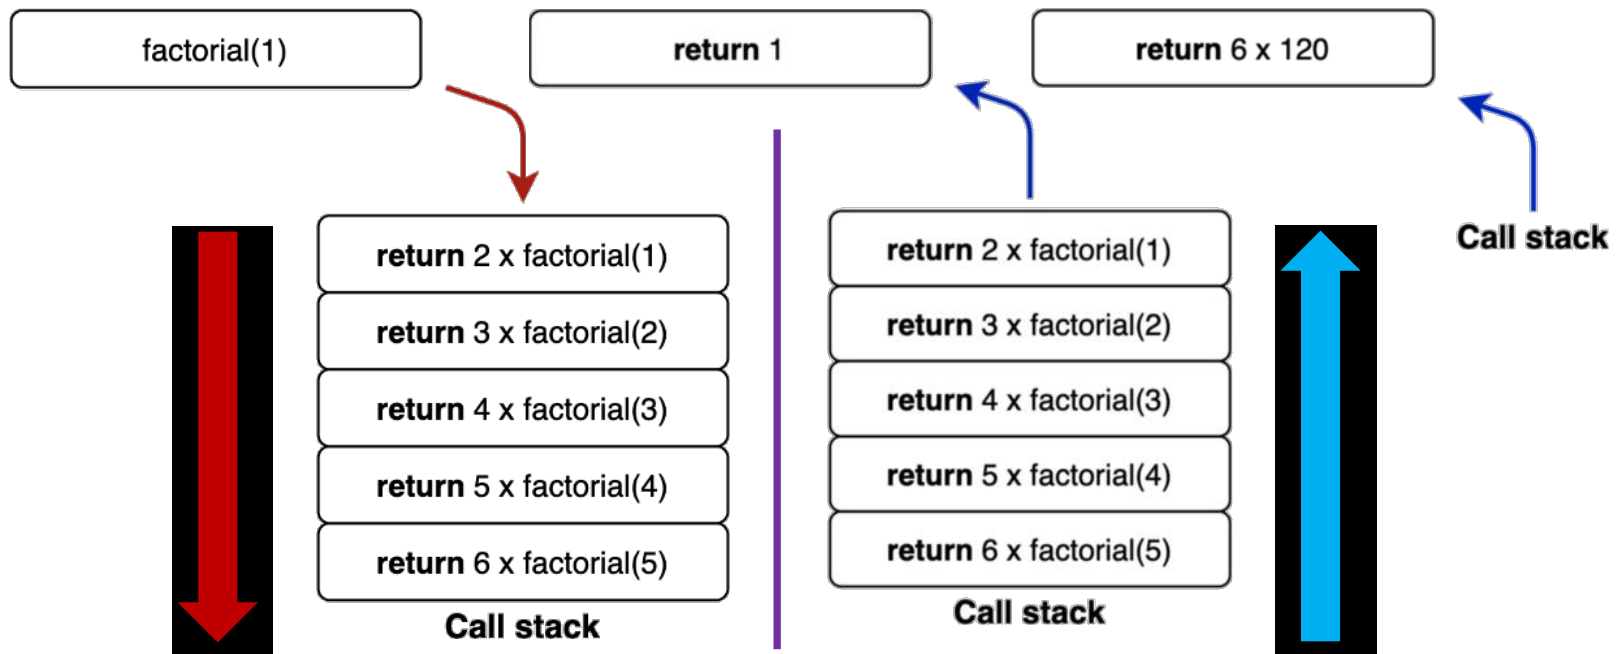 factorial(1)
return 1
return 6 x 120
return 2 x factorial(1)
return 3 x factorial(2)
return 4 x factorial(3)
return 5 x factorial(4)
return 6 x factorial(5)
Call stack
return 2 x factorial(1)
return 3 x factorial(2)
return 4 x factorial(3)
return 5 x factorial(4)
return 6 x factorial(5)
Call stack
Call stack